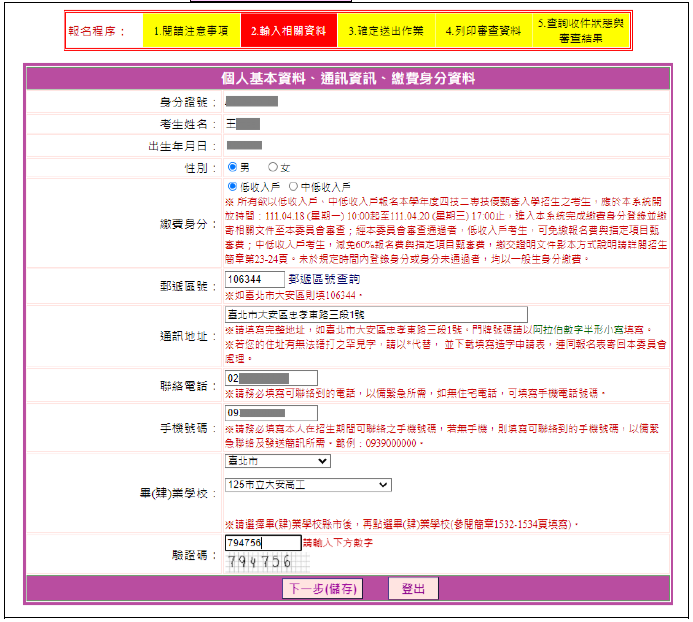 報名程序：
1.閱讀注意事項
2.輸入相關資料
3.確定送出作業
4.列印審查資料
5.查詢收件狀態與
審查結果
個人基本資料、通訊資訊、繳費身分資料
身分證號：
考生姓名： 王
出生年月日：
性別： 男 女
繳費身分： 低收入戶 中低收入戶
※ 所有欲以低收入戶、中低收入戶報名本學年度四技二專技優甄審入學招生之考生，應於本系統開
放時間：111.04.18 (星期一) 10:00起至111.04.20 (星期三) 17:00止，進入本系統完成繳費身分登錄並繳
寄相關文件至本委員會審查；經本委員會審查通過者，低收入戶考生，可免繳報名費與指定項目甄
審費；中低收入戶考生，減免60%報名費與指定項目甄審費，繳交證明文件影本方式說明請詳閱招生
簡章第23-24頁。未於規定時間內登錄身分或身分未通過者，均以一般生身分繳費。
郵遞區號： 106344 郵遞區號查詢
※如臺北市大安區則填106344。
通訊地址： 臺北市大安區忠孝東路三段1號
※請填寫完整地址，如臺北市大安區忠孝東路三段1號。門牌號碼請以阿拉伯數字半形小寫填寫。
※若您的住址有無法繕打之罕見字，請以*代替， 並下載填寫造字申請表，連同報名表寄回本委員會
處理。
聯絡電話： 02
※請務必填寫可聯絡到的電話，以備緊急所需，如無住宅電話，可填寫手機電話號碼。
手機號碼： 09
※請務必填寫本人在招生期間可聯絡之手機號碼，若無手機，則填寫可聯絡到的手機號碼，以備緊
急聯絡及發送簡訊所需。範例：0939000000。
畢(肄)業學校： 臺北市
125市立大安高工
※請選擇畢(肄)業學校縣市後，再點選畢(肄)業學校(參閱簡章1532-1534頁填寫)。
驗證碼： 794756 請輸入下方數字
794756
下一步(儲存) 登出